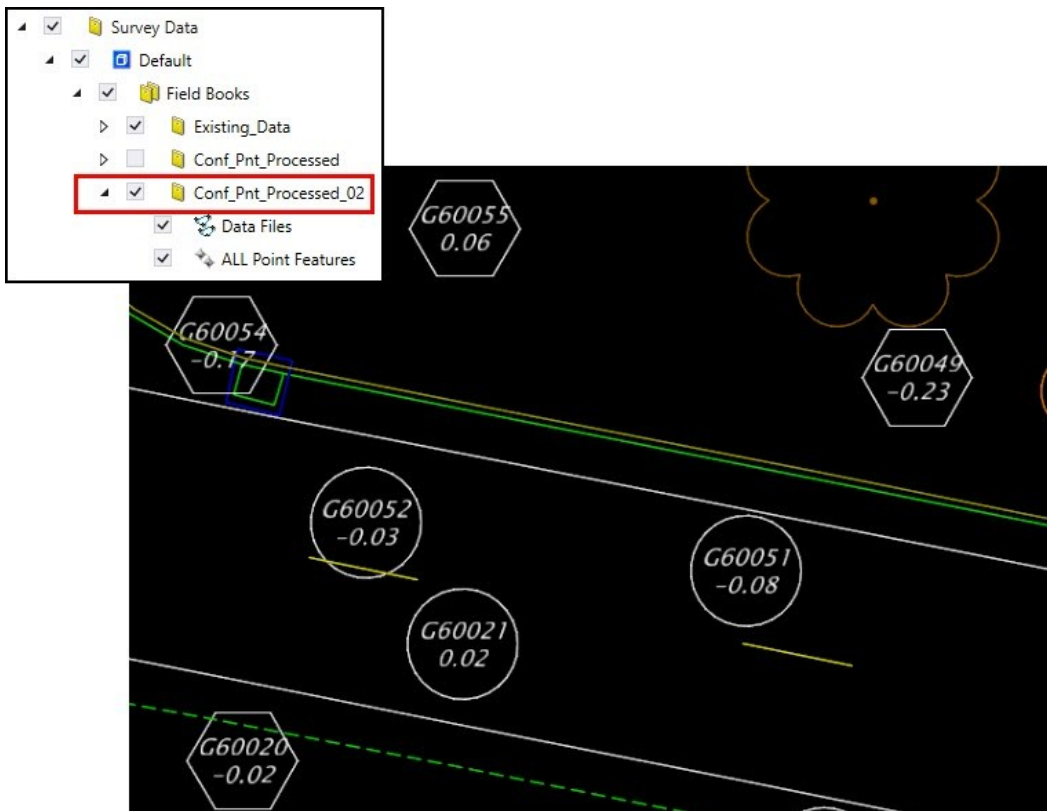 Survey Data
Default
Field Books
Existing_Data
Conf_Pnt_Processed
Conf_Pnt_Processed_02
Data Files
ALL Point Features
G60055
0.06
G60054
-0.17
G60049
-0.23
G60052
-0.03
G60051
-0.08
G60021
0.02
G60020
-0.02